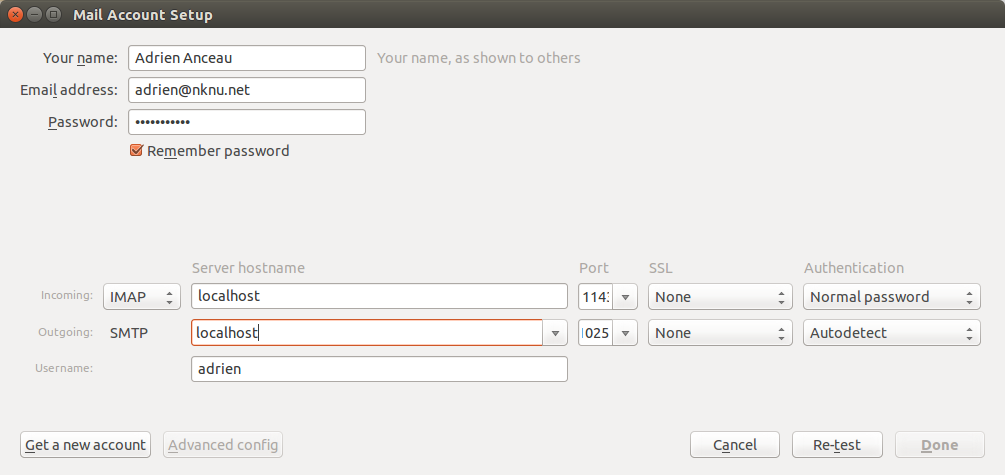 Mail Account Setup
Your name: Adrien Anceau Your name, as shown to others
Email address: adrien@nknu.net
Password: •••••••••••
Remember password
Server hostname Port SSL Authentication
Incoming: IMAP localhost 1143 None Normal password
Outgoing: SMTP localhost 1025 None Autodetect
Username: adrien
Get a new account Advanced config Cancel Re-test Done